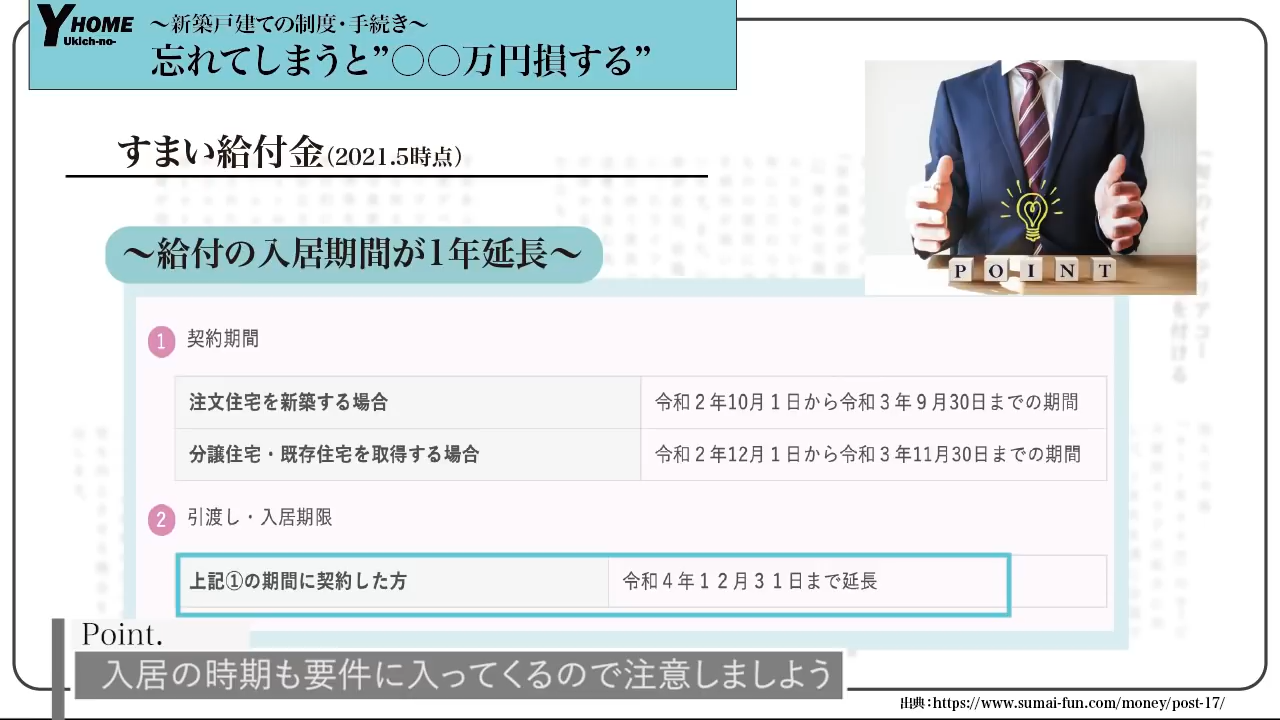 YHOME
Ukich-no-
～新築戸建ての制度・手続き～
忘れてしまうと”○○万円損する”
すまい給付金(2021.5時点)
～給付の入居期間が1年延長～
POINT
1 契約期間
注文住宅を新築する場合 令和２年10月１日から令和３年９月30日までの期間
分譲住宅・既存住宅を取得する場合 令和２年12月１日から令和３年11月30日までの期間
2 引渡し・入居期限
上記①の期間に契約した方 令和４年１２月３１日まで延長
Point.
入居の時期も要件に入ってくるので注意しましよう
出典：https://www.sumai-fun.com/money/post-17/